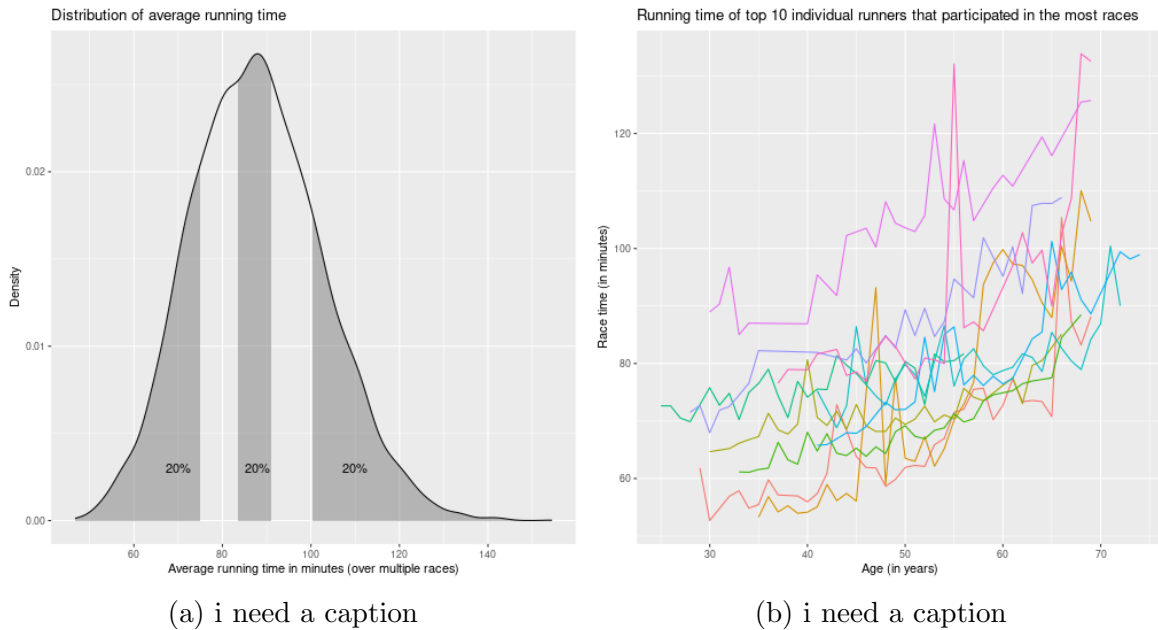 Distribution of average running time
Density
0.02
0.01
0.00
20%
20%
20%
60
80
100
120
140
Average running time in minutes (over multiple races)
(a) i need a caption
Running time of top 10 individual runners that participated in the most races
Race time (in minutes)
120
100
80
60
30
40
50
60
70
Age (in years)
(b) i need a caption